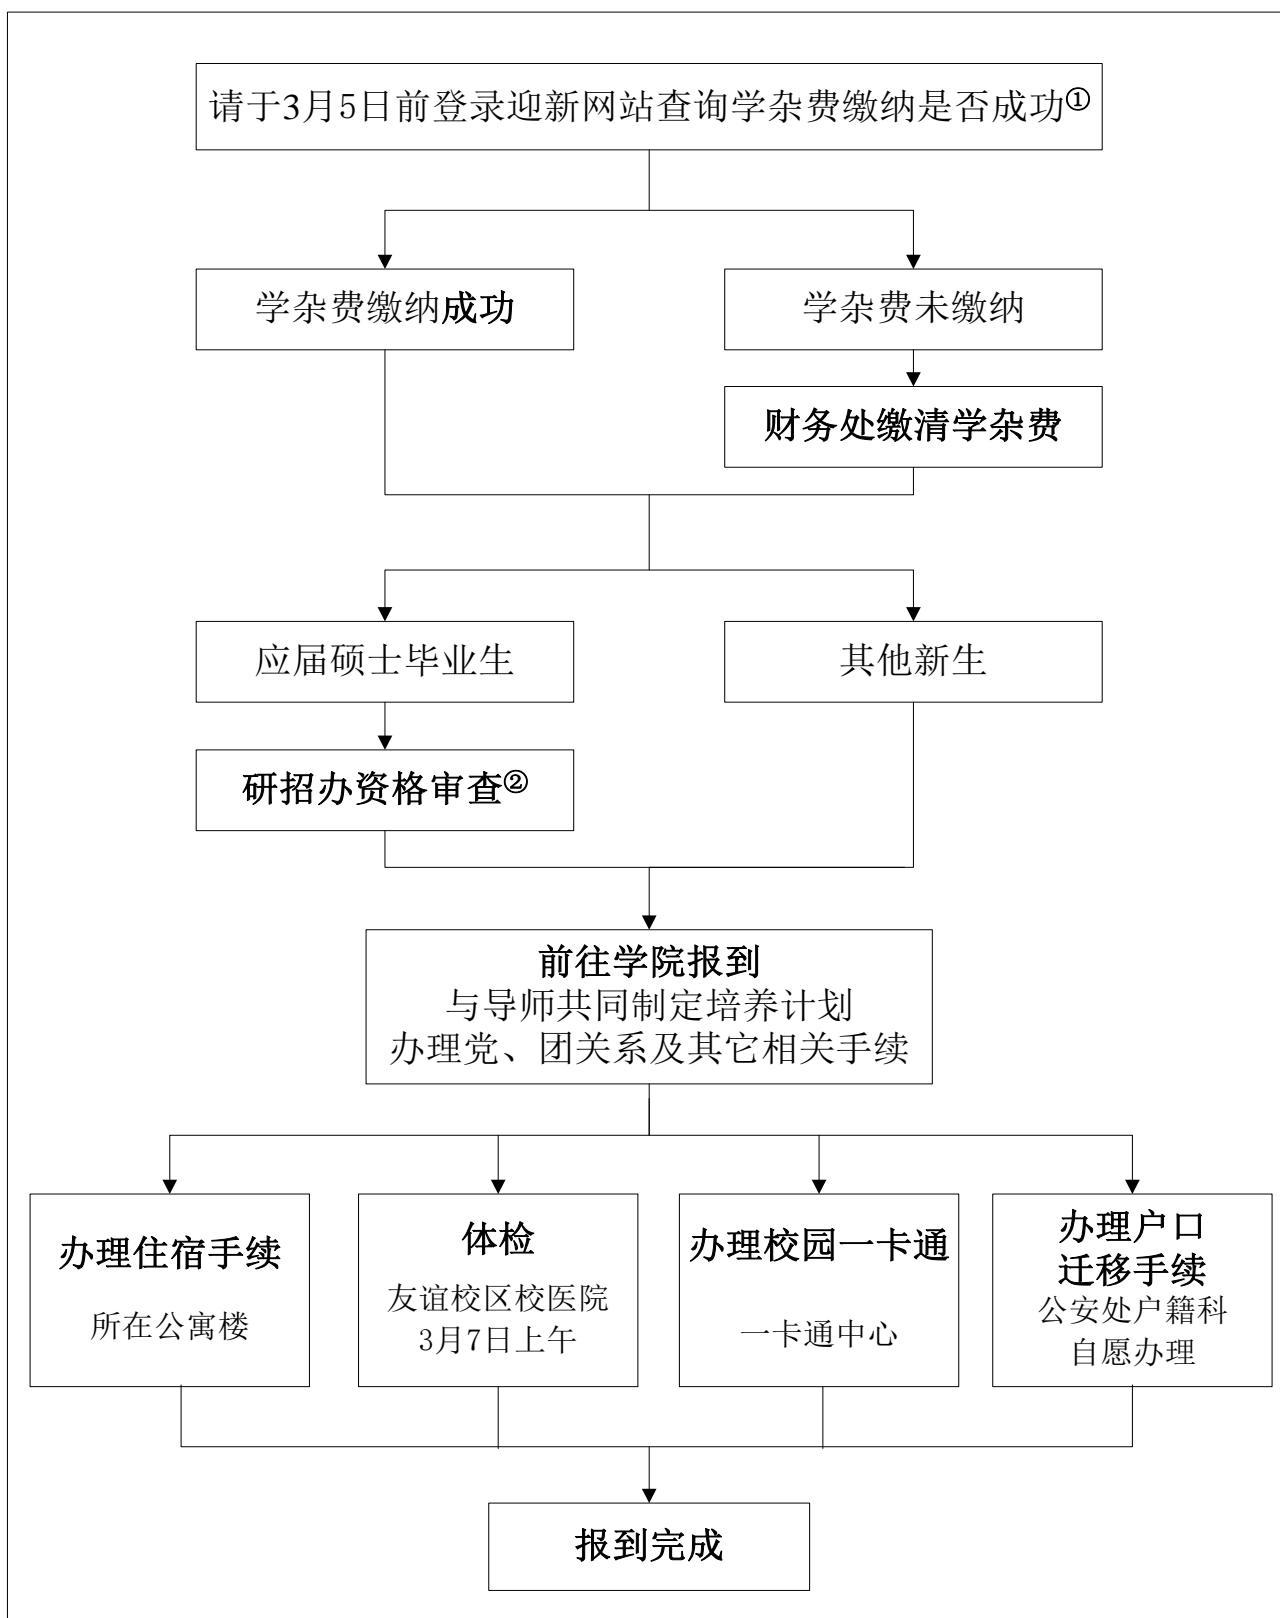 请于3月5日前登录迎新网站查询学杂费缴纳是否成功①
学杂费缴纳成功
学杂费未缴纳
财务处缴清学杂费
应届硕士毕业生
其他新生
研招办资格审查②
前往学院报到
与导师共同制定培养计划
办理党、团关系及其它相关手续
办理住宿手续
所在公寓楼
体检
友谊校区校医院
3月7日上午
办理校园一卡通
一卡通中心
办理户口
迁移手续
公安处户籍科
自愿办理
报到完成